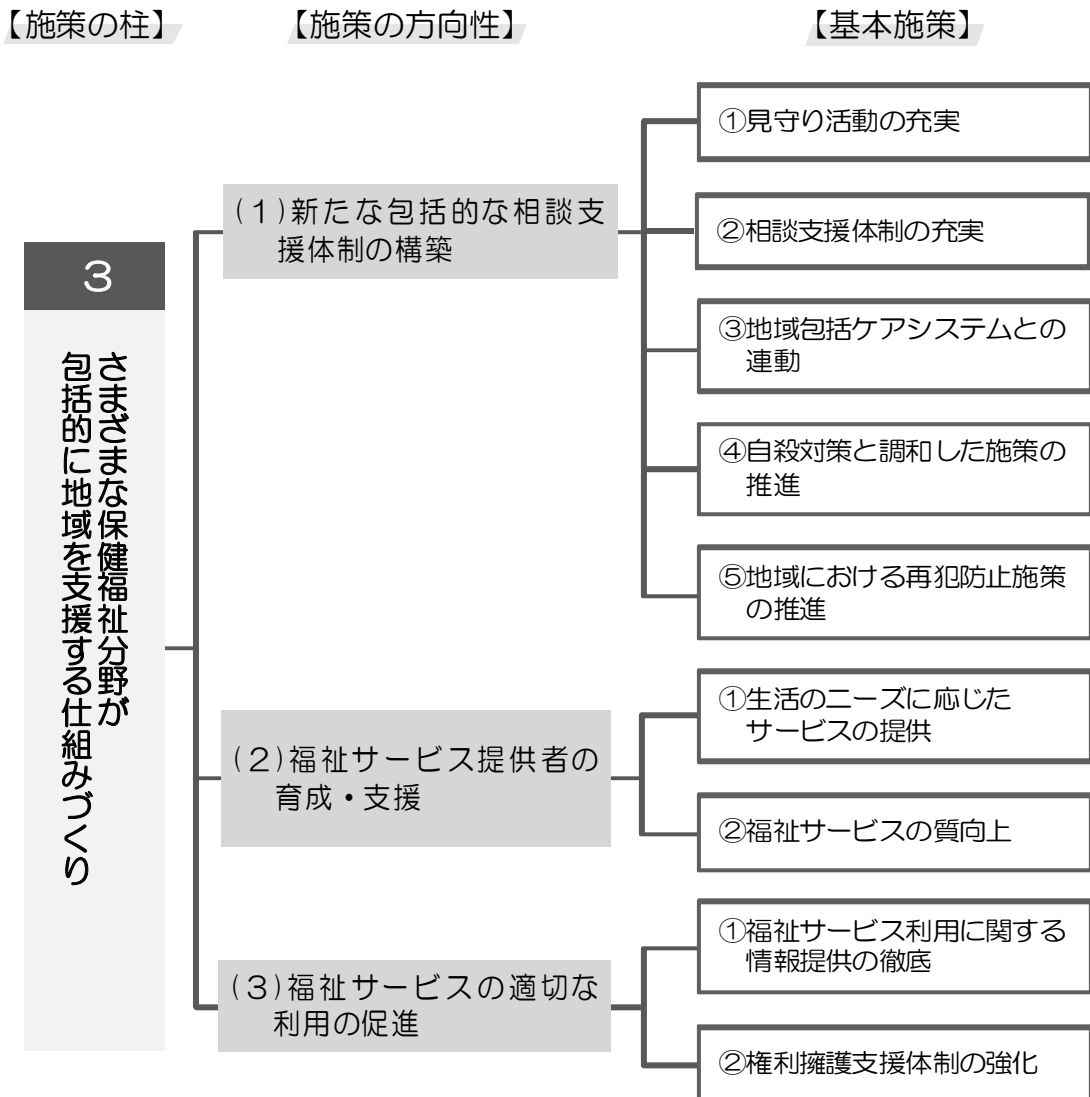 【施策の柱】
【施策の方向性】
【基本施策】
3
さまざまな保健福祉分野が
包括的に地域を支援する仕組みづくり
(1)新たな包括的な相談支
援体制の構築
①見守り活動の充実
②相談支援体制の充実
③地域包括ケアシステムとの
連動
④自殺対策と調和した施策の
推進
⑤地域における再犯防止施策
の推進
(2)福祉サービス提供者の
育成・支援
①生活のニーズに応じた
サービスの提供
②福祉サービスの質向上
(3)福祉サービスの適切な
利用の促進
①福祉サービス利用に関する
情報提供の徹底
②権利擁護支援体制の強化